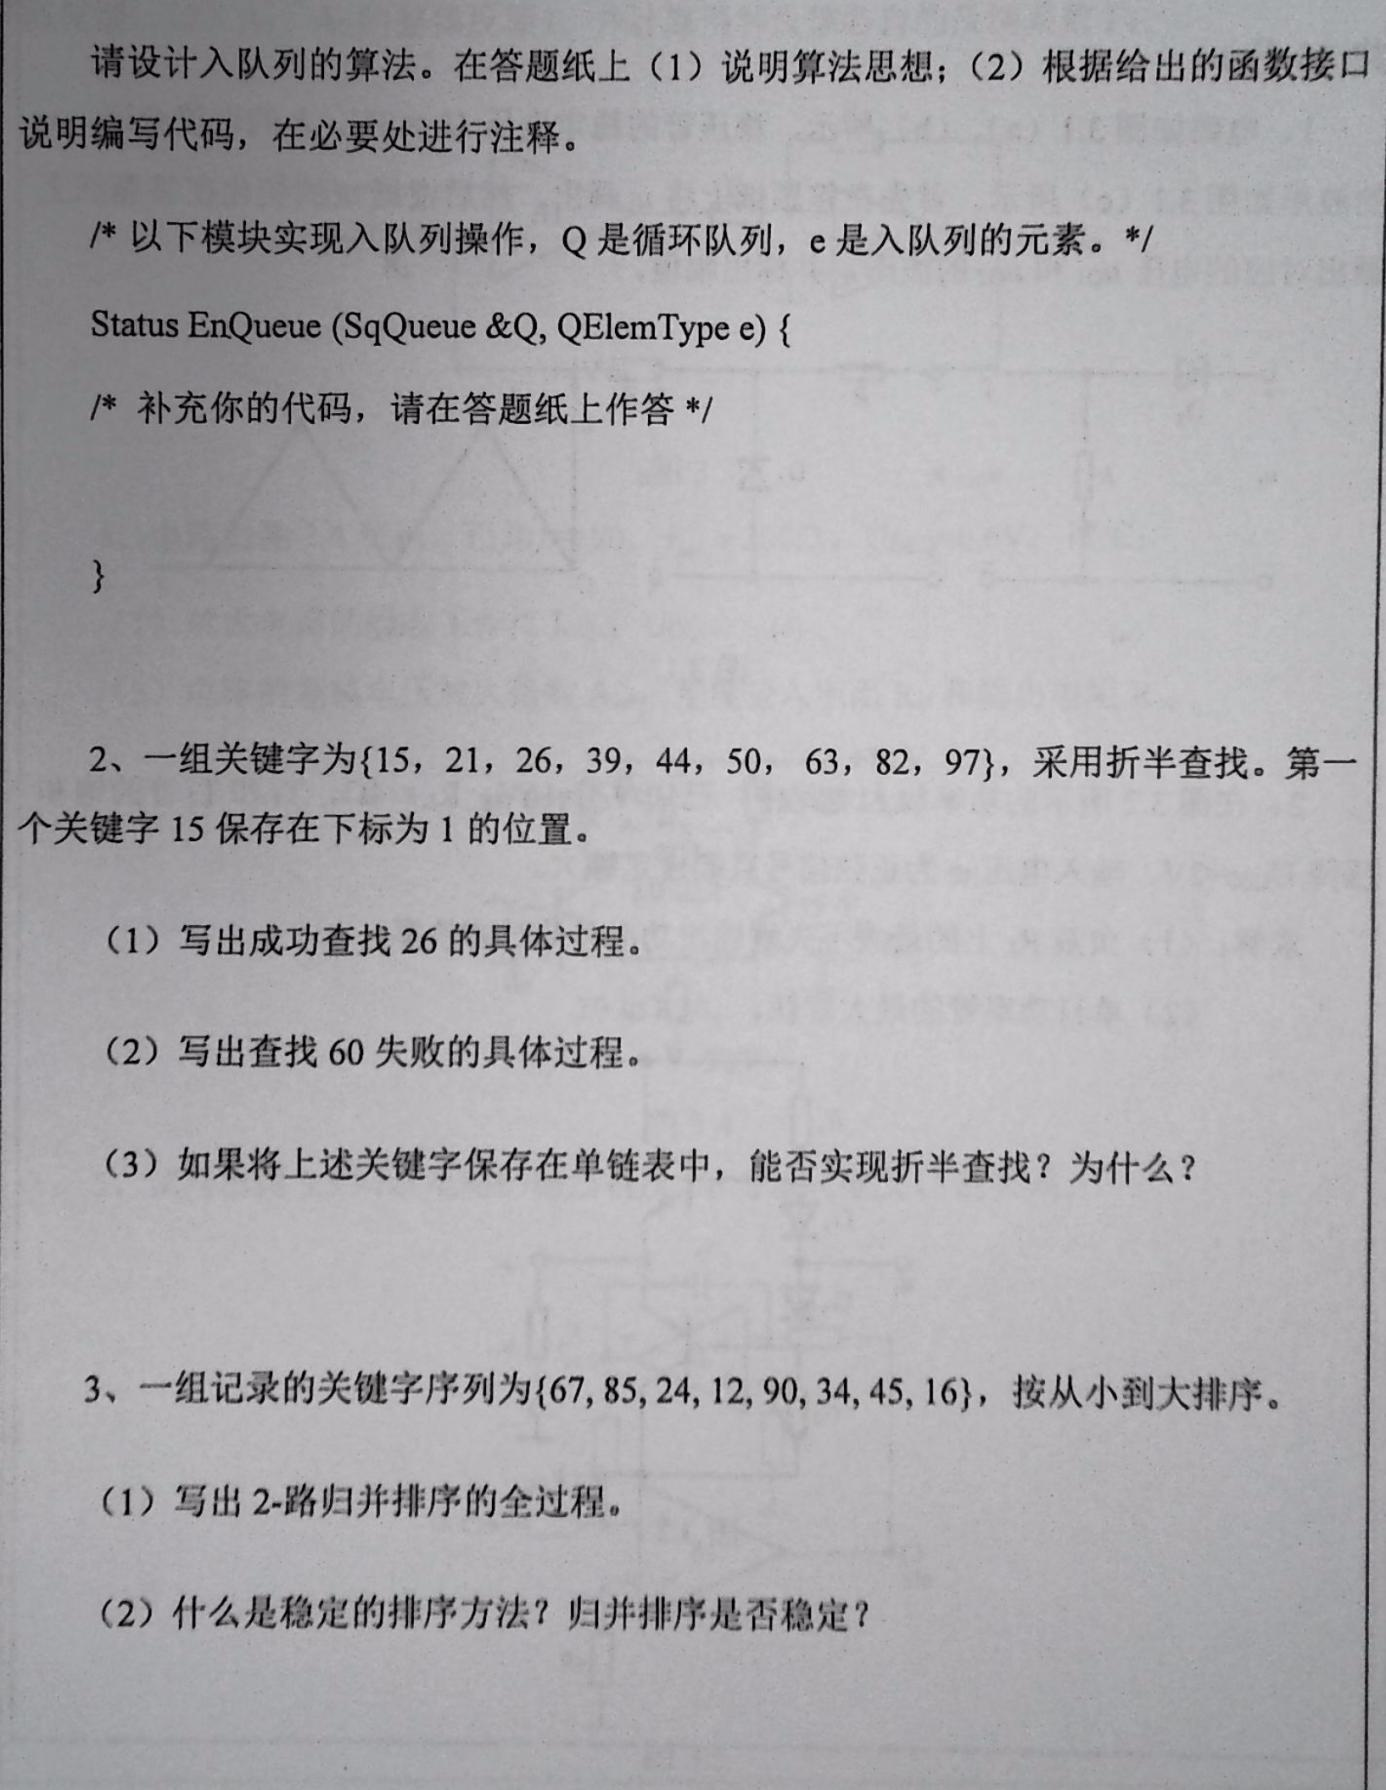 请设计入队列的算法。在答题纸上（1）说明算法思想；（2）根据给出的函数接口
说明编写代码，在必要处进行注释。
/* 以下模块实现入队列操作，Q 是循环队列，e 是入队列的元素。*/
Status EnQueue (SqQueue &Q, QElemType e) {
/* 补充你的代码，请在答题纸上作答 */
}
2、一组关键字为{15，21，26，39，44，50， 63，82，97}，采用折半查找。第一
个关键字 15 保存在下标为 1 的位置。
（1）写出成功查找 26 的具体过程。
（2）写出查找 60 失败的具体过程。
（3）如果将上述关键字保存在单链表中，能否实现折半查找？为什么？
3、一组记录的关键字序列为{67, 85, 24, 12, 90, 34, 45, 16}，按从小到大排序。
（1）写出 2-路归并排序的全过程。
（2）什么是稳定的排序方法？归并排序是否稳定？